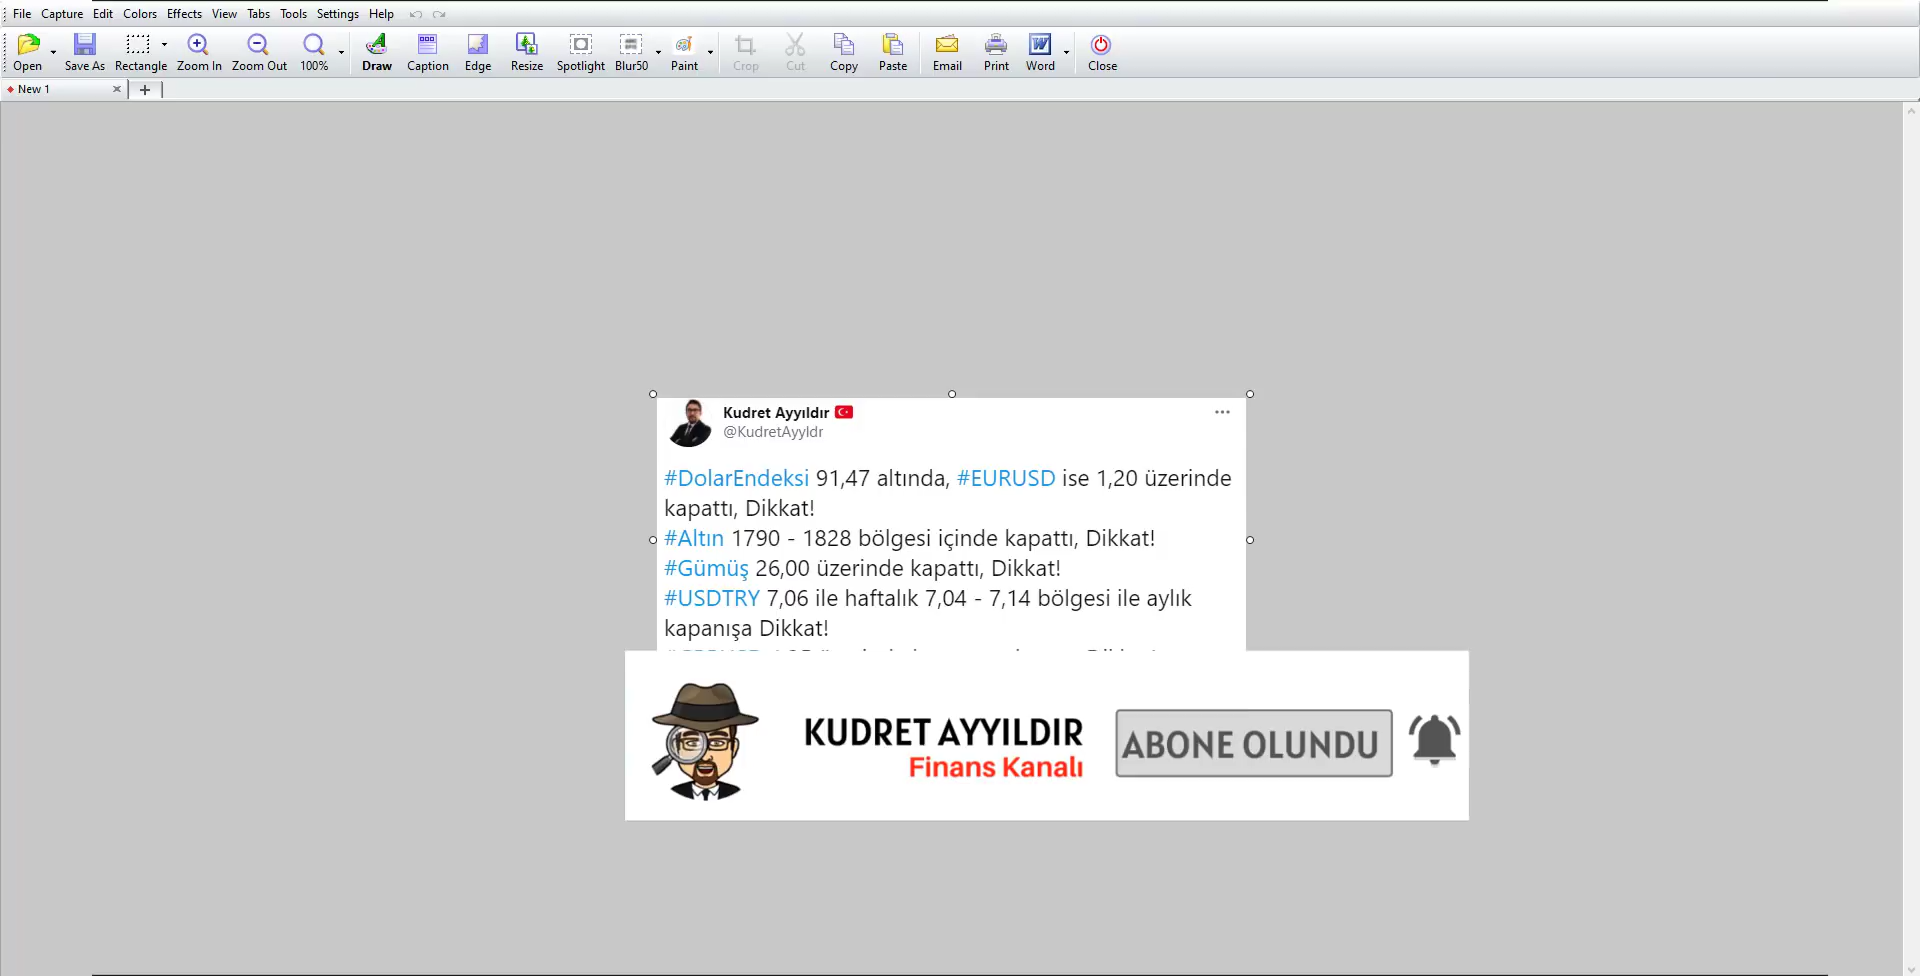 File Capture Edit Colors Effects View Tabs Tools Settings Help
Open Save As Rectangle Zoom In Zoom Out 100% Draw Caption Edge Resize Spotlight Blur50 Paint Crop Cut Copy Paste Email Print Word Close
New 1
Kudret Ayyıldır
@KudretAyyldr
#DolarEndeksi 91,47 altında, #EURUSD ise 1,20 üzerinde
kapattı, Dikkat!
#Altın 1790 - 1828 bölgesi içinde kapattı, Dikkat!
#Gümüş 26,00 üzerinde kapattı, Dikkat!
#USDTRY 7,06 ile haftalık 7,04 - 7,14 bölgesi ile aylık
kapanışa Dikkat!
KUDRET AYYILDIR
Finans Kanalı
ABONE OLUNDU